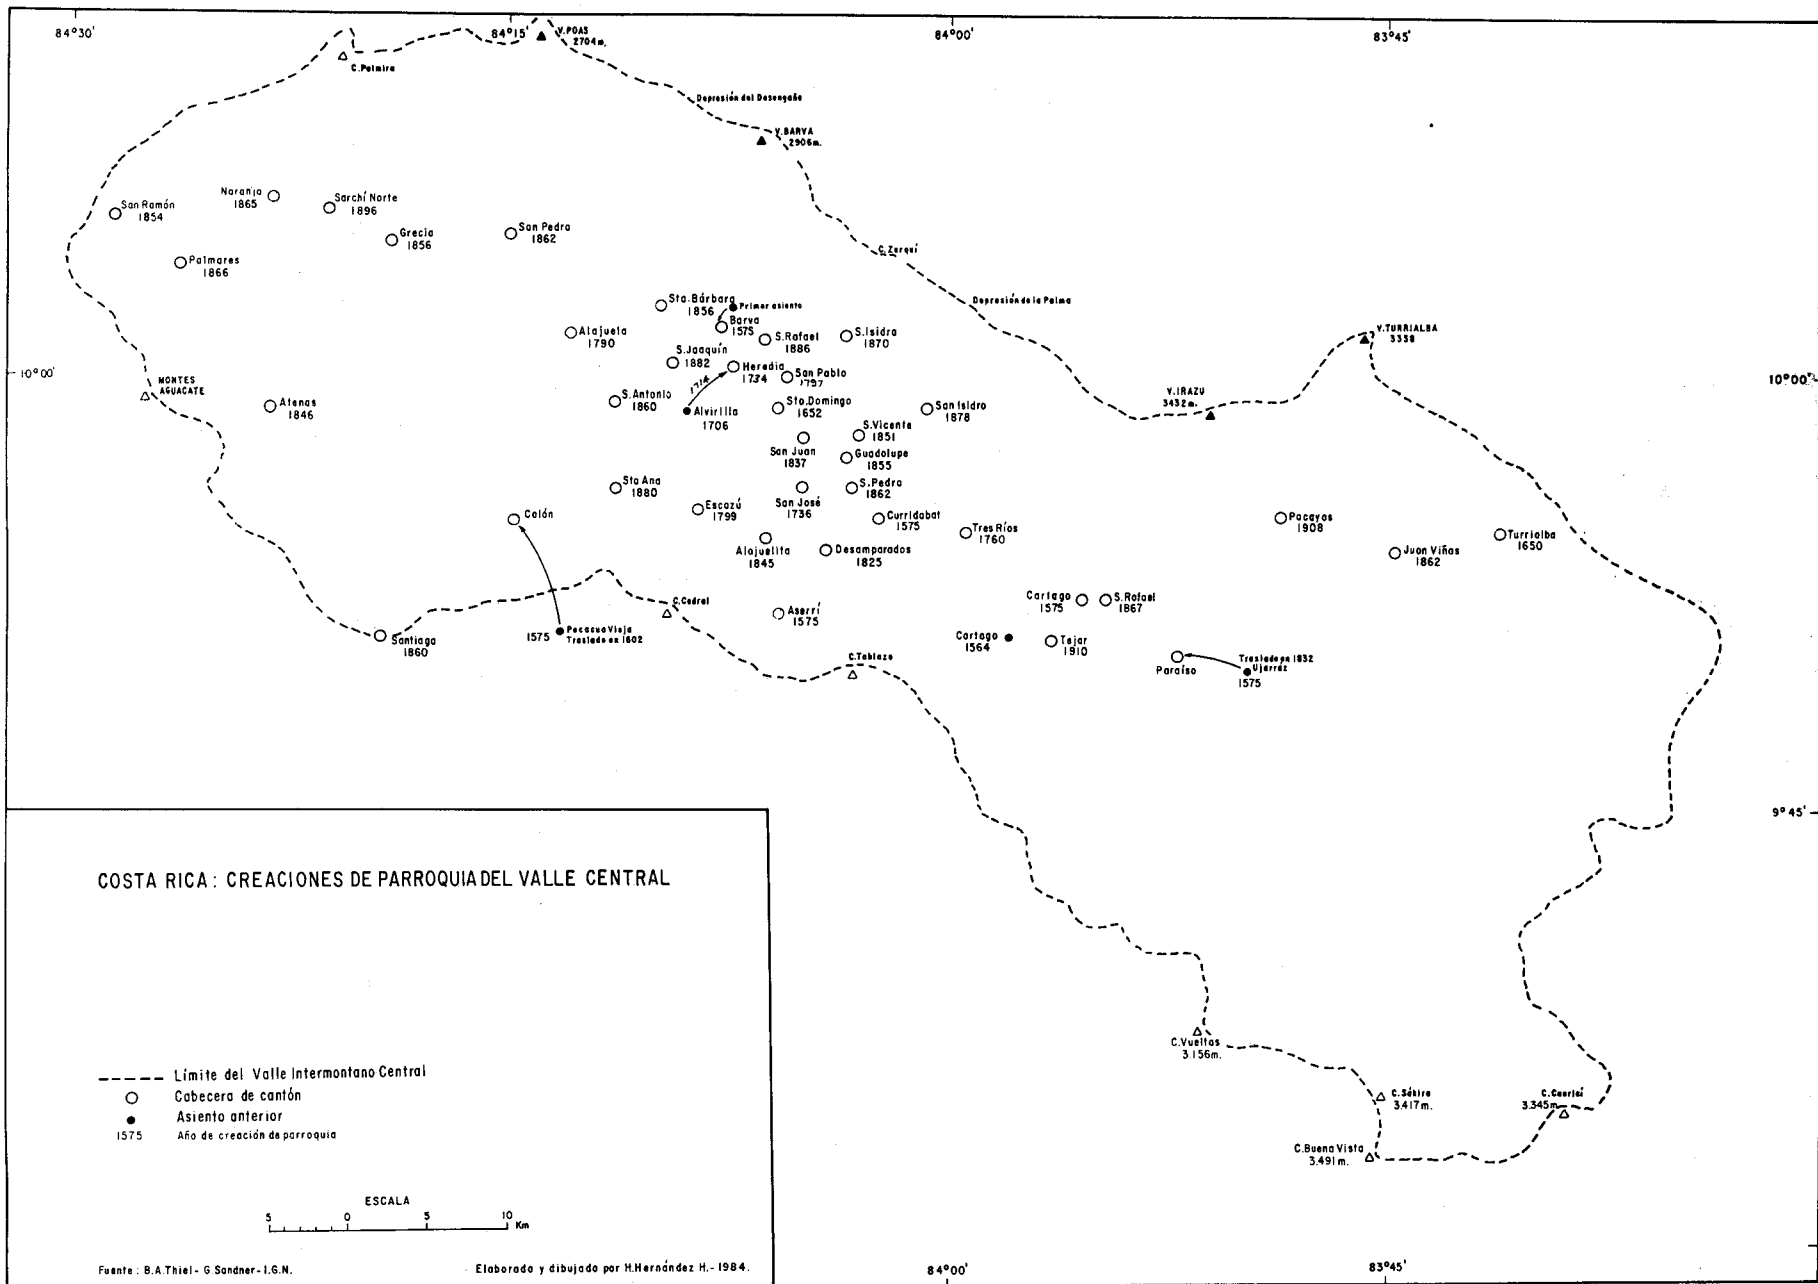 84°30'
84°15'
84°00'
83°45'
V.POAS
2704m.
C.Palmira
Depresión del Desengaño
V.BARVA
2906m.
Naranjo
1865
San Ramón
1854
Sarchí Norte
1896
Grecia
1856
San Pedro
1862
Palmares
1866
C.Zurquí
Depresión de la Palma
Sta.Bárbara
1856
Primer asiento
Barva
1575
Alajuela
1790
S.Rafael
1886
S.Isidro
1870
V.TURRIALBA
3338
S.Joaquín
1882
Heredia
1734
San Pablo
1797
10°00'
10°00'
MONTES
AGUACATE
1714
V.IRAZU
3432m.
Atenas
1846
S.Antonio
1860
Alvirilla
1706
Sto.Domingo
1652
San Isidro
1878
S.Vicente
1851
San Juan
1837
Guadalupe
1855
Sta Ana
1880
S.Pedro
1862
San José
1736
Escazú
1799
Colón
Curridabat
1575
Tres Ríos
1760
Pacayas
1908
Turrialba
1650
Juan Viñas
1862
Alajuelita
1845
Desamparados
1825
C.Cedral
Aserrí
1575
Cartago
1575
S.Rafael
1867
Santiago
1860
1575
Pacacua Vieja
Traslado en 1602
Cartago
1564
Tejar
1910
C.Tablazo
Paraíso
Traslado en 1832
Ujarráz
1575
9°45'
COSTA RICA: CREACIONES DE PARROQUIA DEL VALLE CENTRAL
C.Vueltas
3.156m.
Límite del Valle Intermontano Central
Cabecera de cantón
Asiento anterior
1575 Año de creación de parroquia
3.417m.
3.345m.
C.Buena Vista
3.491m.
ESCALA
5 0 5 10 Km
Fuente: B.A.Thiel- G.Sandner-I.G.N.
Elaborado y dibujado por H.Hernández H.-1984.
84°00'
83°45'